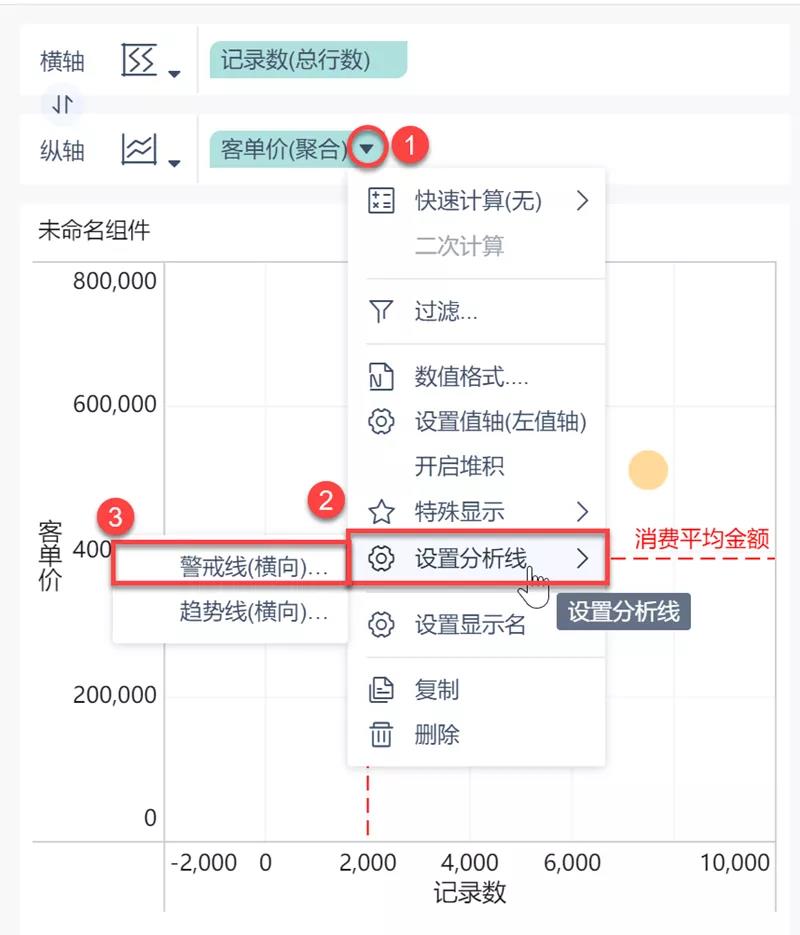 横轴
记录数(总行数)
纵轴
客单价(聚合)
1
快速计算(无)
二次计算
未命名组件
800,000
过滤...
数值格式....
600,000
设置值轴(左值轴)
开启堆积
2
特殊显示
3
客单价
400
消费平均金额
设置分析线
警戒线(横向)...
设置分析线
趋势线(横向)...
设置显示名
200,000
复制
删除
0
-2,000 0 2,000 4,000 6,000 10,000
记录数